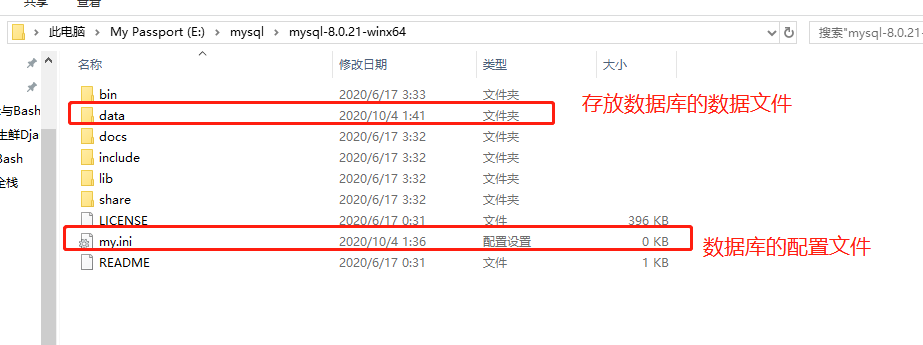 共享 查看
此电脑 > My Passport (E:) > mysql > mysql-8.0.21-winx64
搜索"mysql-8.0.21-
名称 修改日期 类型 大小
bin 2020/6/17 3:33 文件夹
存放数据库的数据文件
data 2020/10/4 1:41 文件夹
与Bash
docs 2020/6/17 3:32 文件夹
生鲜Dja
include 2020/6/17 3:32 文件夹
Bash
lib 2020/6/17 3:32 文件夹
全栈
share 2020/6/17 3:32 文件夹
LICENSE 2020/6/17 0:31 文件 396 KB
my.ini 2020/10/4 1:36 配置设置 0 KB
数据库的配置文件
README 2020/6/17 0:31 文件 1 KB